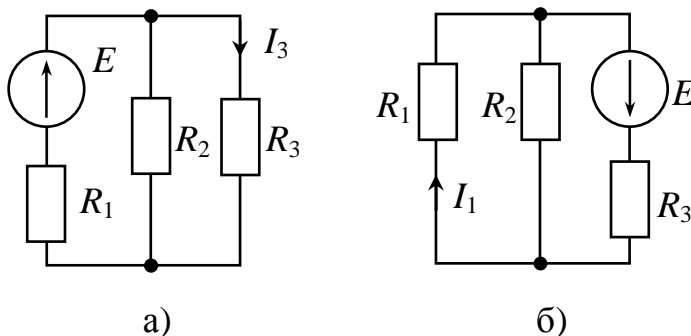 E I3
R1 R2 R3
R1 R2 E
I1 R3
а) б)